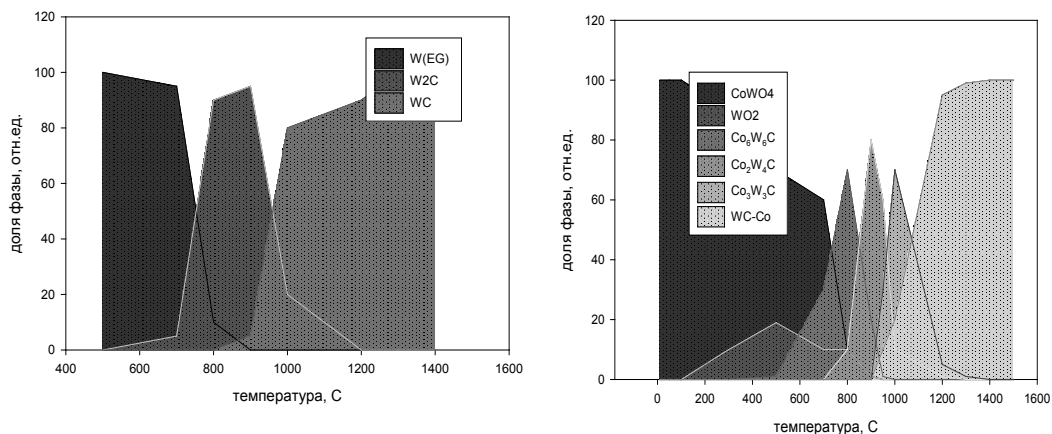 доля фазы, отн.ед.
120
100
80
60
40
20
0
W(EG)
W2C
WC
400 600 800 1000 1200 1400 1600
температура, С
доля фазы, отн.ед.
120
100
80
60
40
20
0
CoWO4
WO2
Co₆W₆C
Co₂W₄C
Co₃W₃C
WC-Co
0 200 400 600 800 1000 1200 1400 1600
температура, С